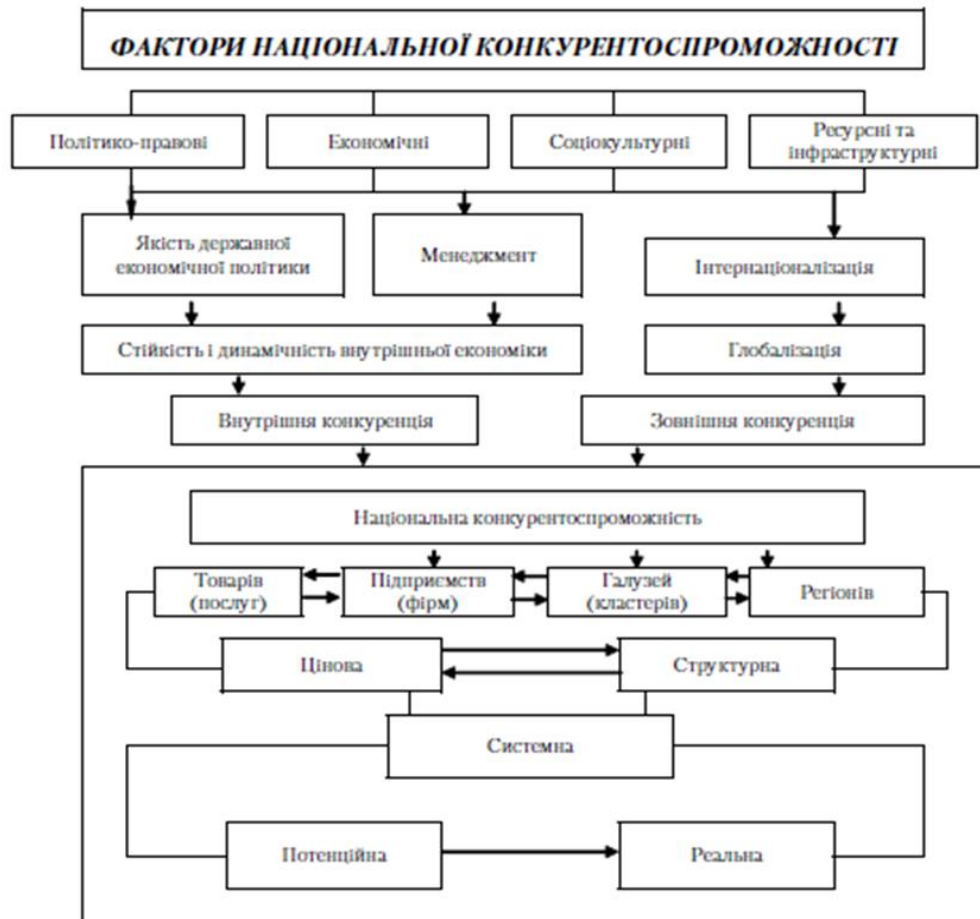 ФАКТОРИ НАЦІОНАЛЬНОЇ КОНКУРЕНТОСПРОМОЖНОСТІ
Політико-правові
Економічні
Соціокультурні
Ресурсні та
інфраструктурні
Якість державної
економічної політики
Менеджмент
Інтернаціоналізація
Стійкість і динамічність внутрішньої економіки
Глобалізація
Внутрішня конкуренція
Зовнішня конкуренція
Національна конкурентоспроможність
Товарів
(послуг)
Підприємств
(фірм)
Галузей
(кластерів)
Регіонів
Цінова
Структурна
Системна
Потенційна
Реальна